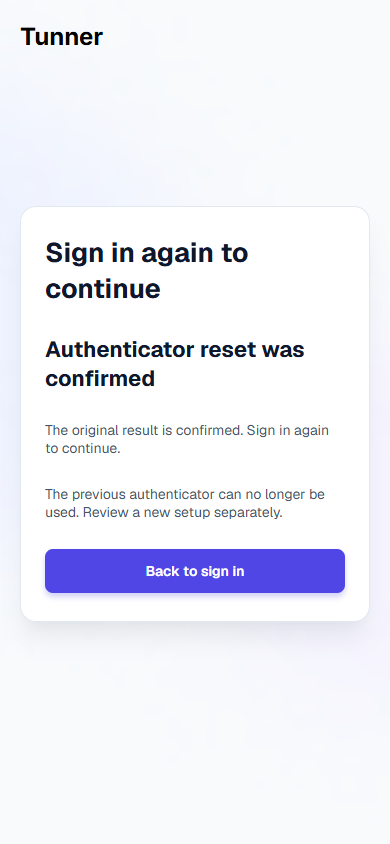 Tunner
Sign in again to
continue
Authenticator reset was
confirmed
The original result is confirmed. Sign in again
to continue.
The previous authenticator can no longer be
used. Review a new setup separately.
Back to sign in